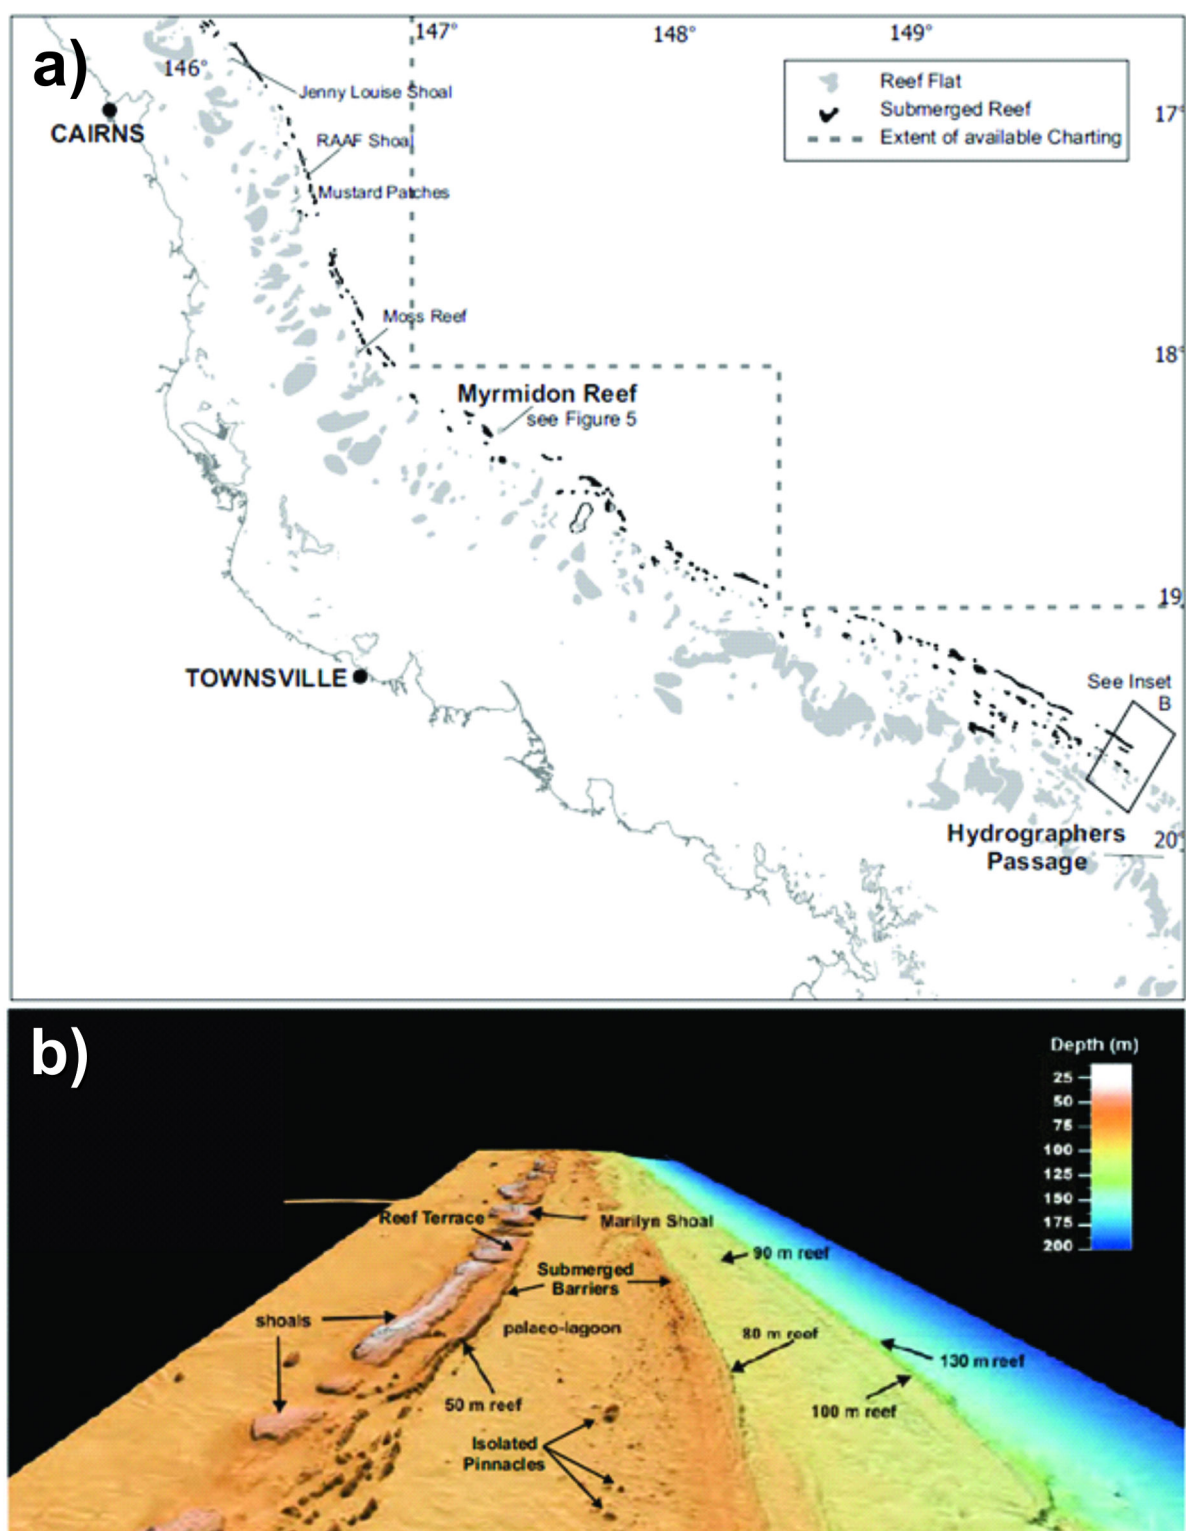 a)
146°
147°
148°
149°
Jenny Louise Shoal
CAIRNS
RAAF Shoal
Mustard Patches
Reef Flat
Submerged Reef
Extent of available Charting
17°
Moss Reef
18°
Myrmidon Reef
see Figure 5
19
TOWNSVILLE
See Inset
B
Hydrographers
Passage
20°
b)
Depth (m)
25
50
75
100
125
150
175
200
Reef Terrace
Marilyn Shoal
90 m reef
Submerged
Barriers
shoals
palaeo-lagoon
80 m reef
130 m reef
50 m reef
100 m reef
Isolated
Pinnacles